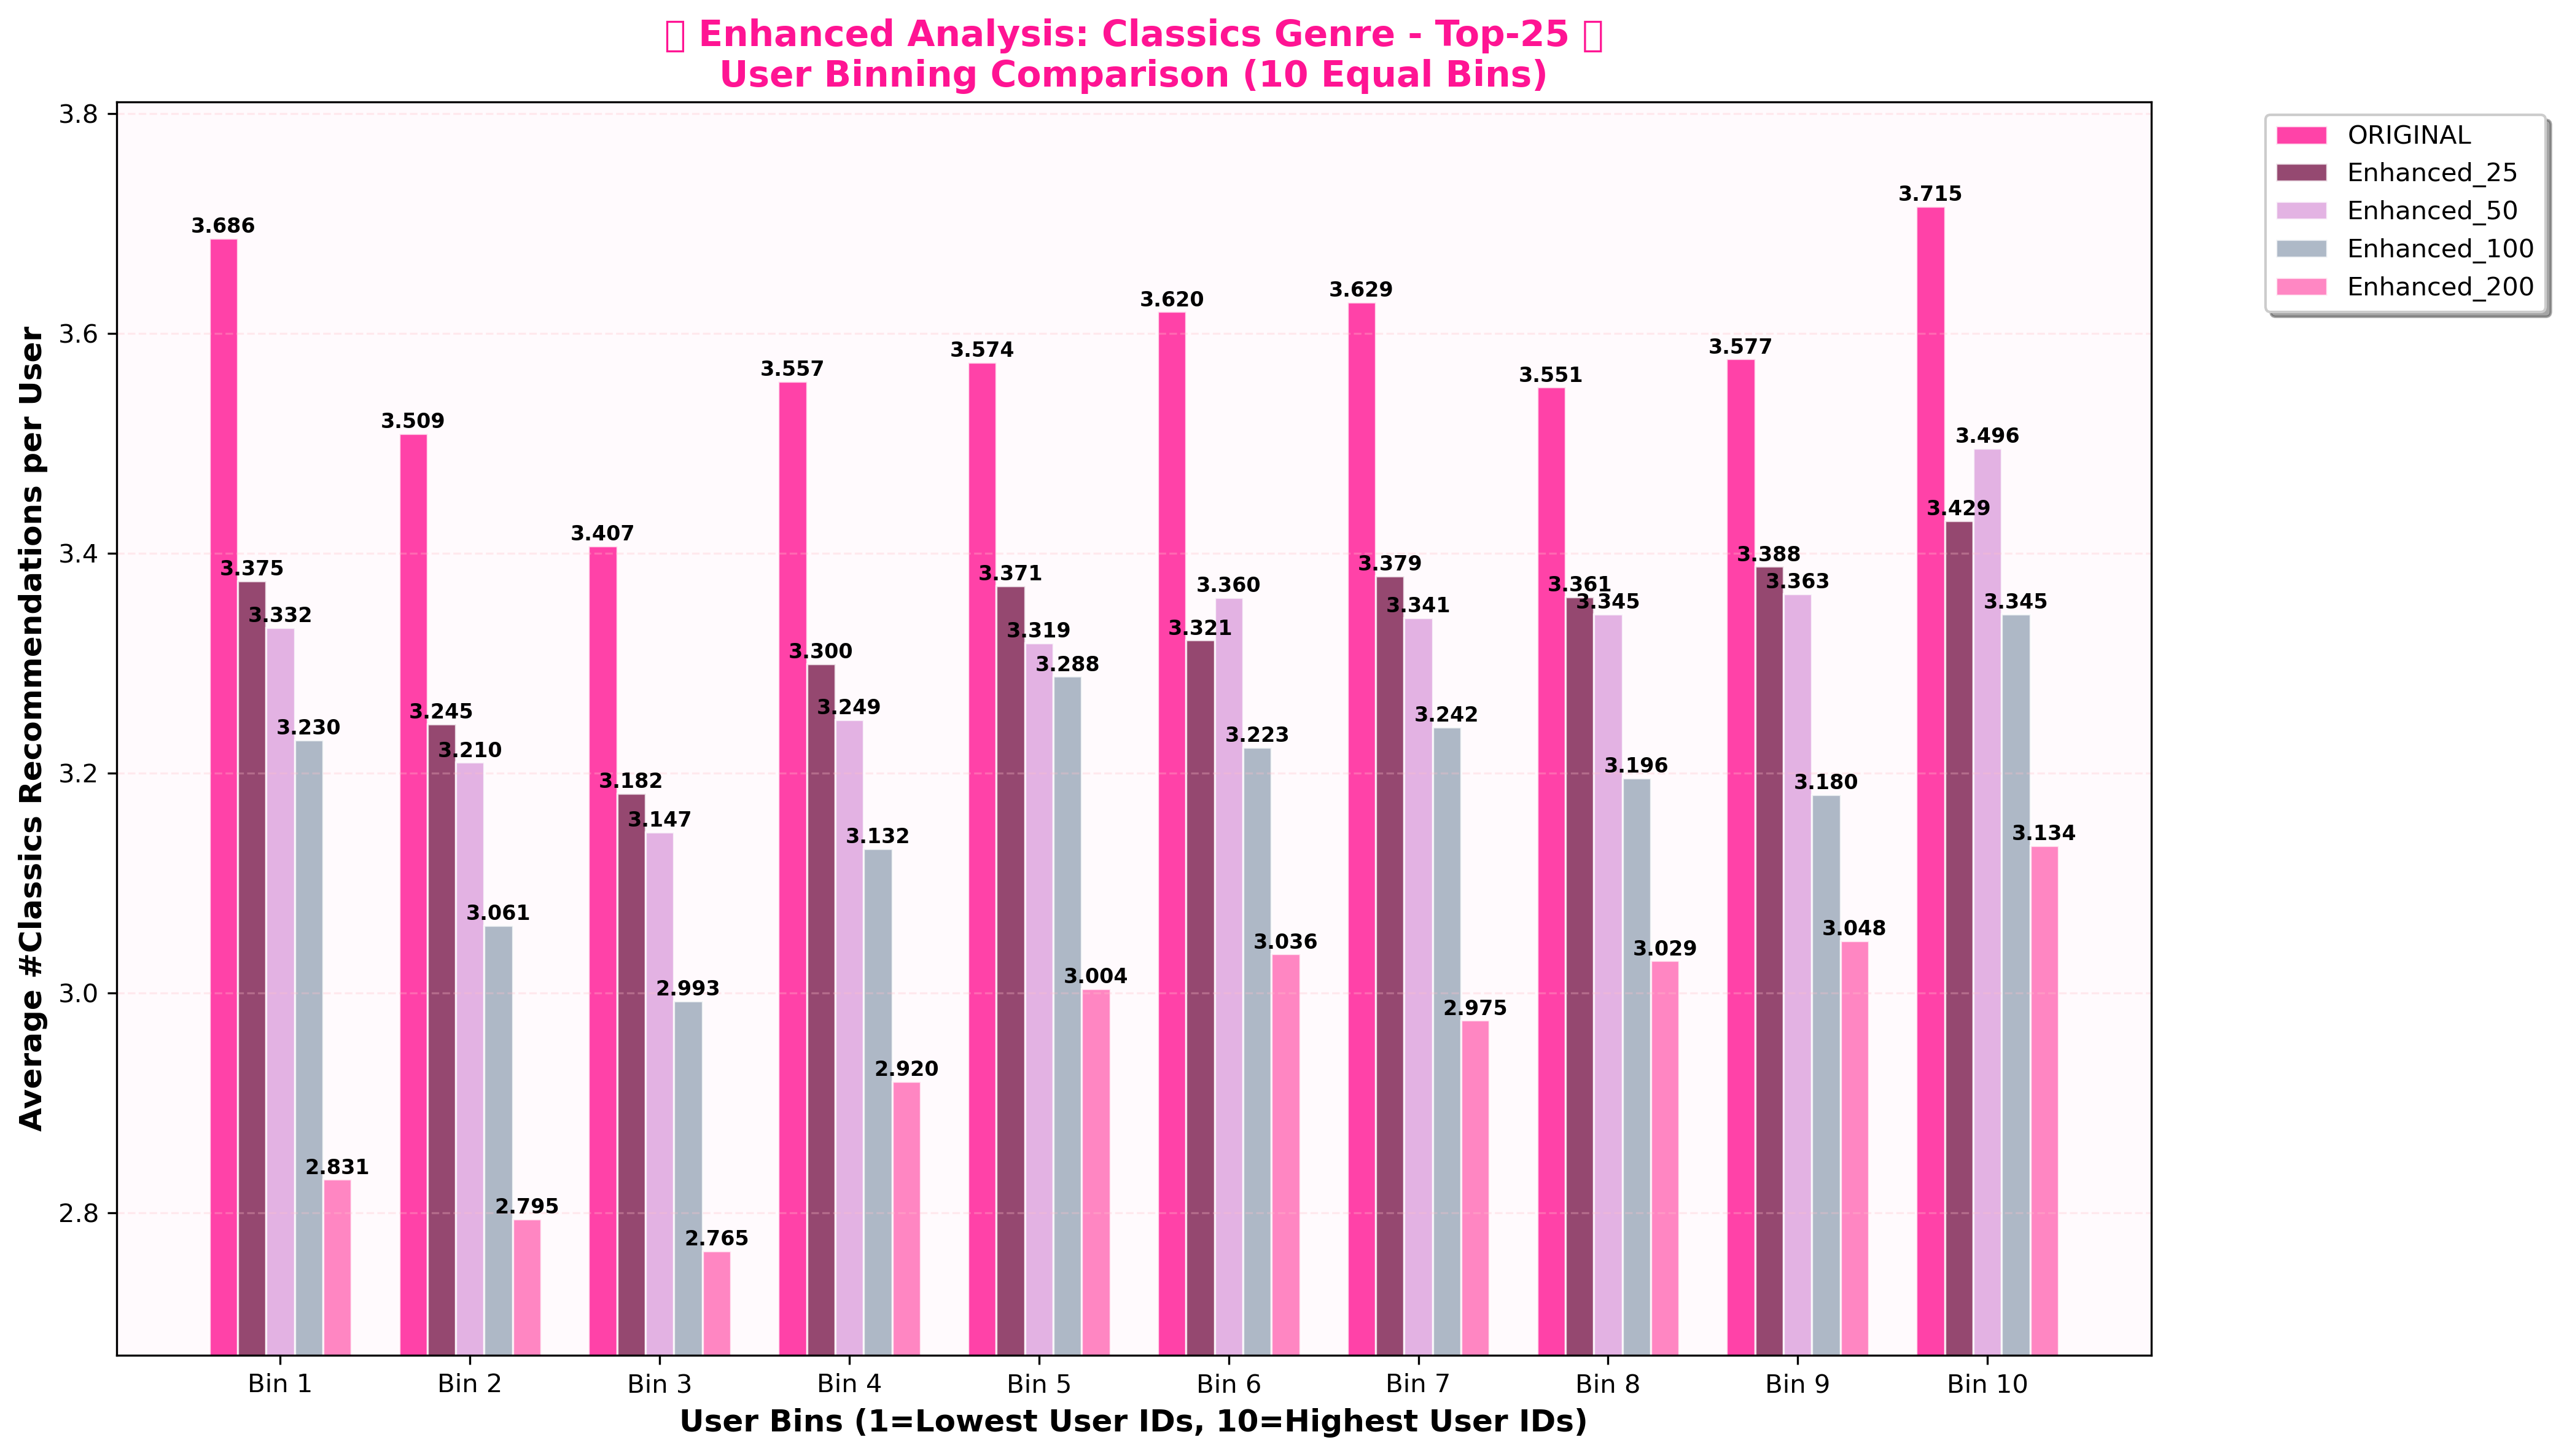 Enhanced Analysis: Classics Genre - Top-25
User Binning Comparison (10 Equal Bins)
ORIGINAL
Enhanced_25
Enhanced_50
Enhanced_100
Enhanced_200
Average #Classics Recommendations per User
3.8
3.6
3.4
3.2
3.0
2.8
3.686
3.375
3.332
3.230
2.831
3.509
3.245
3.210
3.061
2.795
3.407
3.182
3.147
2.993
2.765
3.557
3.300
3.249
3.132
2.920
3.574
3.371
3.319
3.288
3.004
3.620
3.321
3.360
3.223
3.036
3.629
3.379
3.341
3.242
2.975
3.551
3.361
3.345
3.196
3.029
3.577
3.388
3.363
3.180
3.048
3.715
3.429
3.496
3.345
3.134
Bin 1
Bin 2
Bin 3
Bin 4
Bin 5
Bin 6
Bin 7
Bin 8
Bin 9
Bin 10
User Bins (1=Lowest User IDs, 10=Highest User IDs)